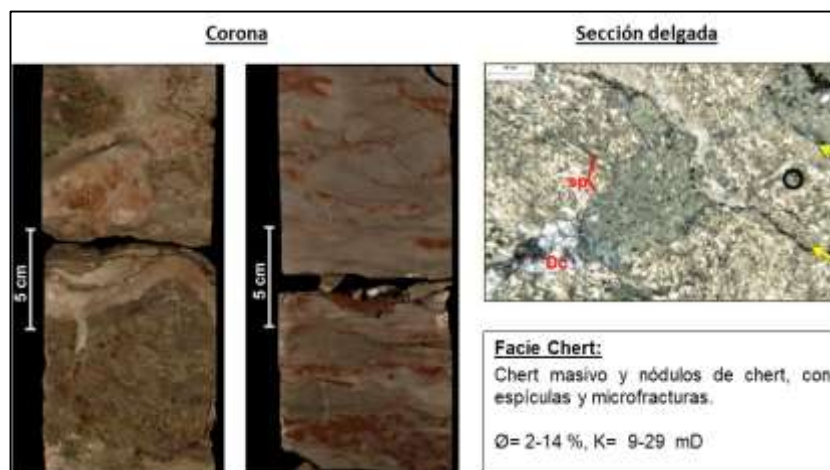 Corona
Sección delgada
5 cm
5 cm
sp
Dc
Facie Chert:
Chert masivo y nódulos de chert, con
espículas y microfracturas.
Ø= 2-14 %, K= 9-29 mD